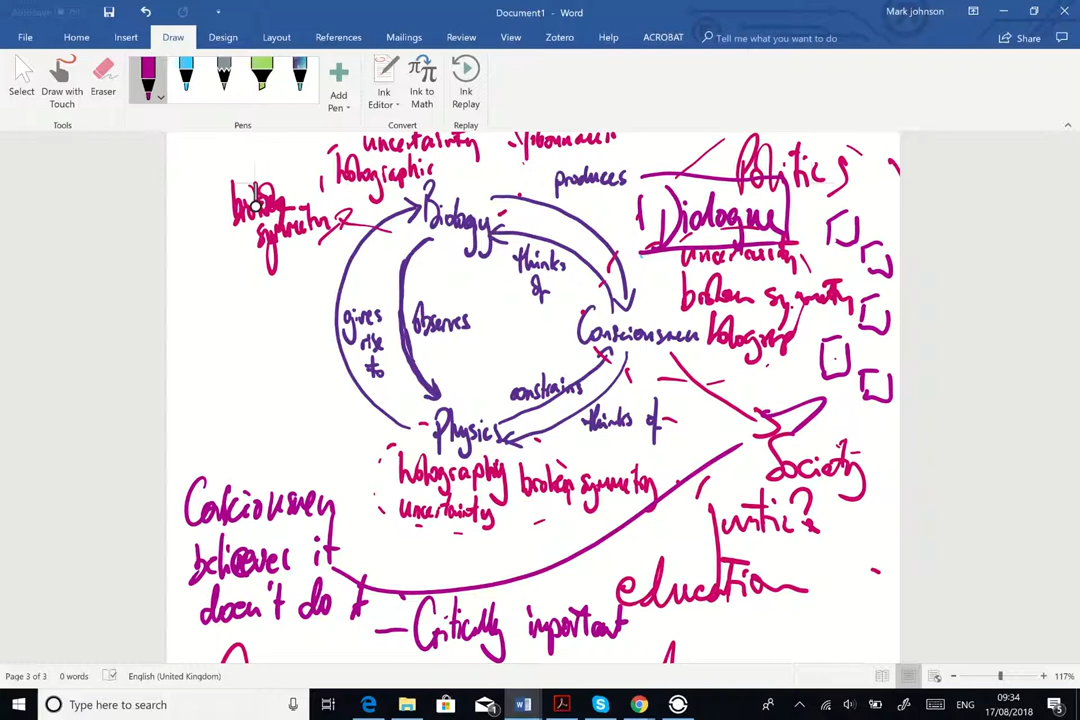 Document1 - Word
Mark johnson
File Home Insert Draw Design Layout References Mailings Review View Zotero Help ACROBAT Tell me what you want to do Share
Select Draw with Touch Eraser Add Pen Ink Editor Ink to Math Ink Replay
Tools Pens Convert Replay
uncertainty
holographic
produces
Politics
broken
symmetry
Biology
Dialogue
thinks of
uncertainty
broken symmetry
gives rise to
observes
Consciousness
constrains
thinks of
Physics
Society
holography broken symmetry
uncertainty
Justic?
Consciousness
believes it
doesn't do it
education
— Critically important
Page 3 of 3 0 words English (United Kingdom) 117%
Type here to search
ENG
09:34
17/08/2018
5